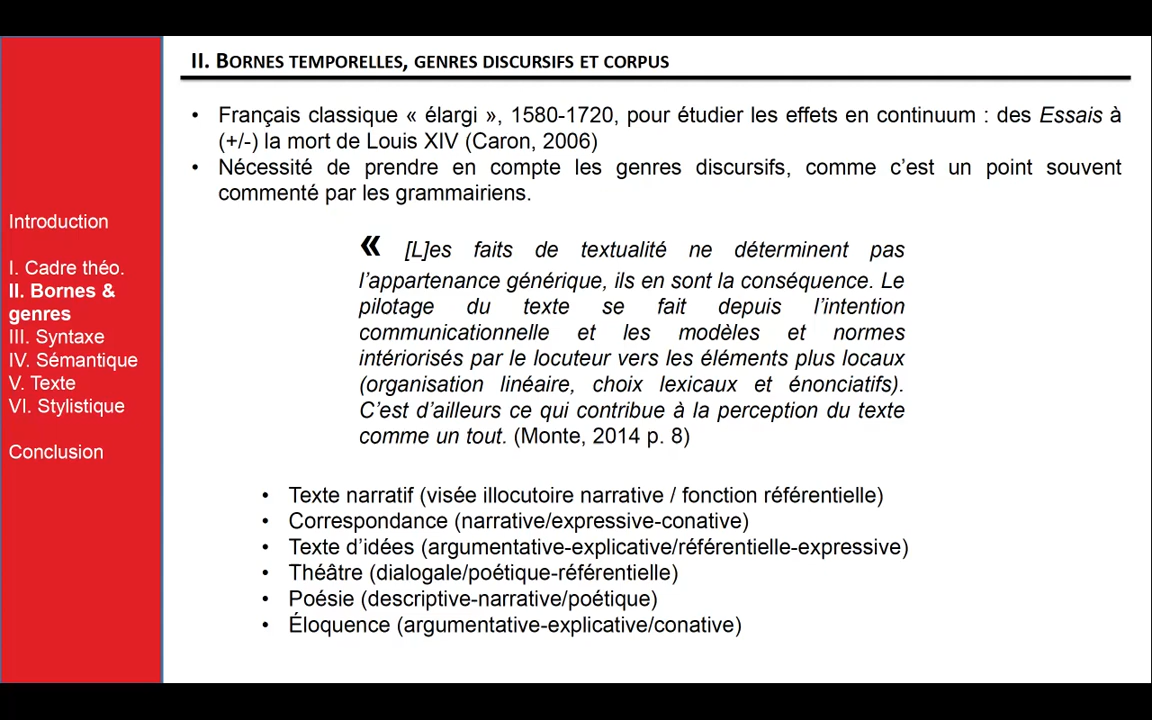 II. BORNES TEMPORELLES, GENRES DISCURSIFS ET CORPUS
• Français classique « élargi », 1580-1720, pour étudier les effets en continuum : des Essais à
(+/-) la mort de Louis XIV (Caron, 2006)
• Nécessité de prendre en compte les genres discursifs, comme c’est un point souvent
commenté par les grammairiens.
Introduction
I. Cadre théo.
II. Bornes &
genres
III. Syntaxe
IV. Sémantique
V. Texte
VI. Stylistique
Conclusion
« [L]es faits de textualité ne déterminent pas
l’appartenance générique, ils en sont la conséquence. Le
pilotage du texte se fait depuis l’intention
communicationnelle et les modèles et normes
intériorisés par le locuteur vers les éléments plus locaux
(organisation linéaire, choix lexicaux et énonciatifs).
C’est d’ailleurs ce qui contribue à la perception du texte
comme un tout. (Monte, 2014 p. 8)
• Texte narratif (visée illocutoire narrative / fonction référentielle)
• Correspondance (narrative/expressive-conative)
• Texte d’idées (argumentative-explicative/référentielle-expressive)
• Théâtre (dialogale/poétique-référentielle)
• Poésie (descriptive-narrative/poétique)
• Éloquence (argumentative-explicative/conative)